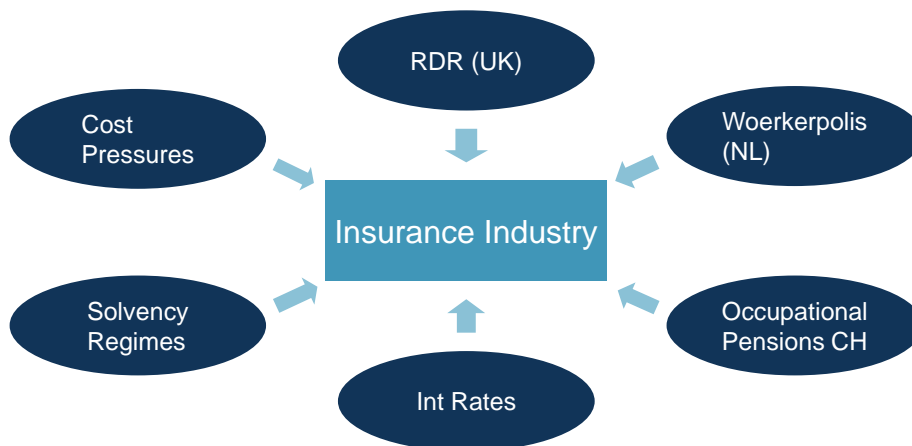 RDR (UK)
Cost
Pressures
Woerkerpolis
(NL)
Insurance Industry
Solvency
Regimes
Occupational
Pensions CH
Int Rates